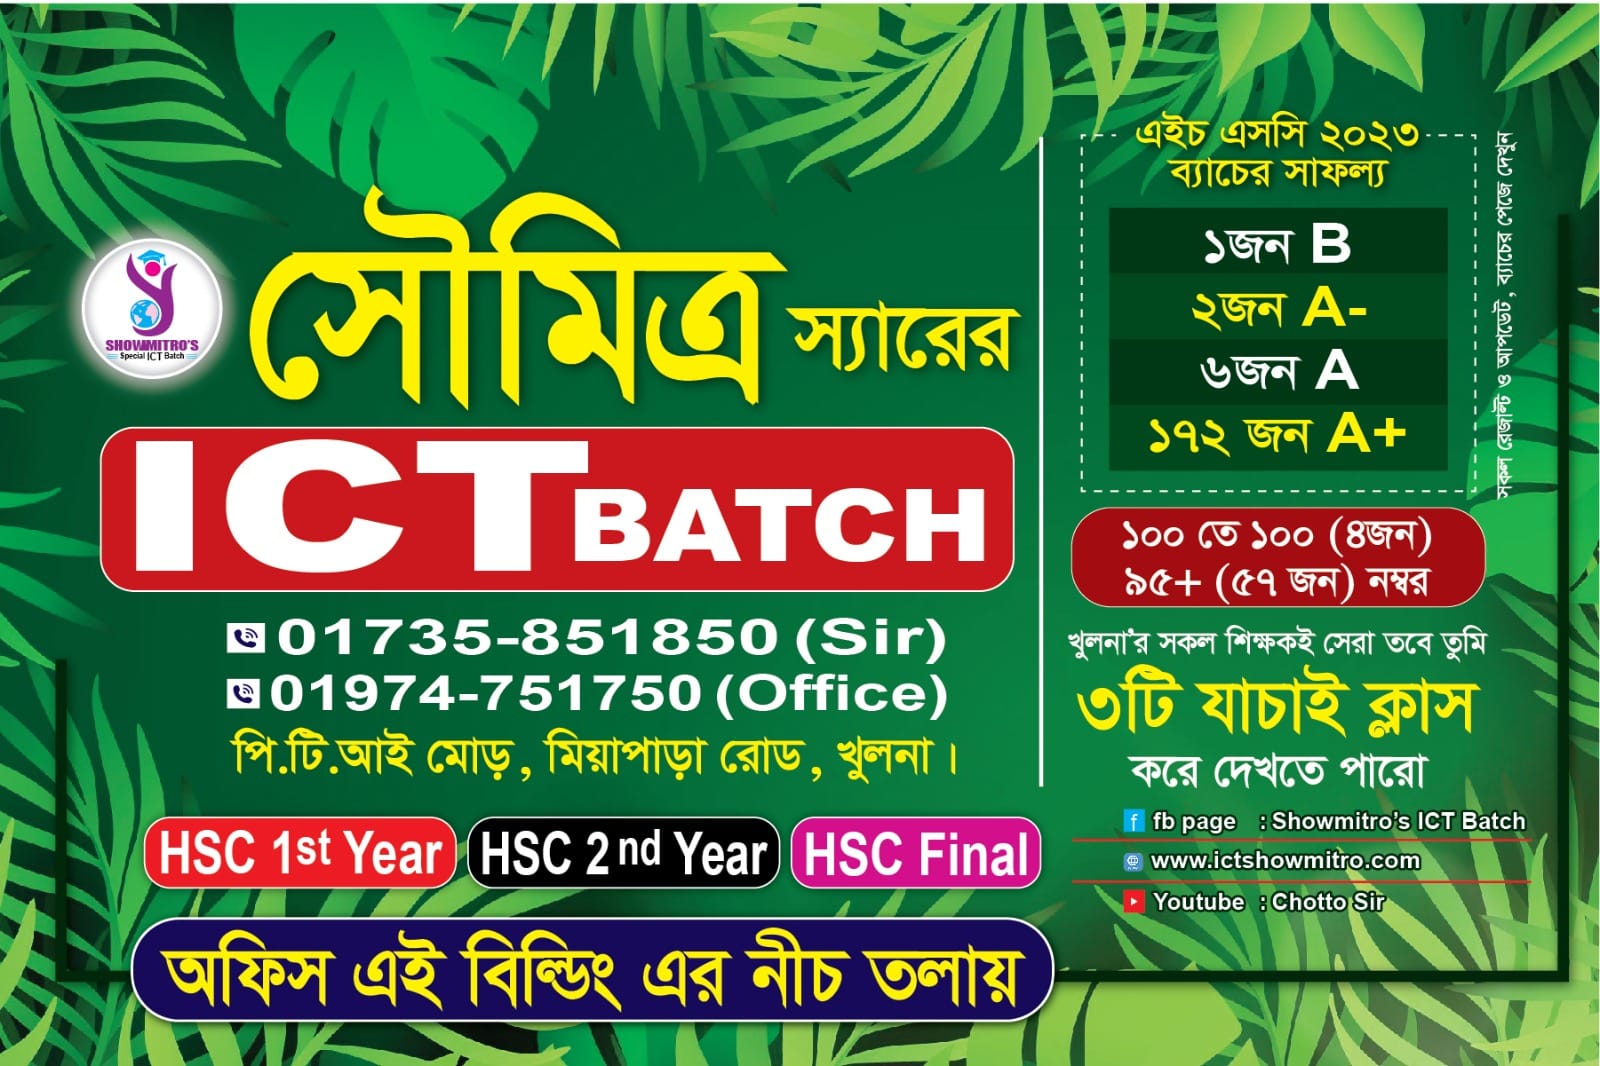 SHOWMITRO'S
Special ICT Batch
সৌমিত্র স্যারের
ICT BATCH
01735-851850 (Sir)
01974-751750 (Office)
পি.টি.আই মোড়, মিয়াপাড়া রোড, খুলনা।
HSC 1st Year
HSC 2nd Year
HSC Final
অফিস এই বিল্ডিং এর নীচ তলায়
এইচ এসসি ২০২৩
ব্যাচের সাফল্য
১জন B
২জন A-
৬জন A
১৭২ জন A+
সকল রেজাল্ট ও আপডেট, ব্যাচের পেজে দেখুন
১০০ তে ১০০ (৪জন)
৯৫+ (৫৭ জন) নম্বর
খুলনা'র সকল শিক্ষকই সেরা তবে তুমি
৩টি যাচাই ক্লাস
করে দেখতে পারো
fb page : Showmitro's ICT Batch
www.ictshowmitro.com
Youtube : Chotto Sir